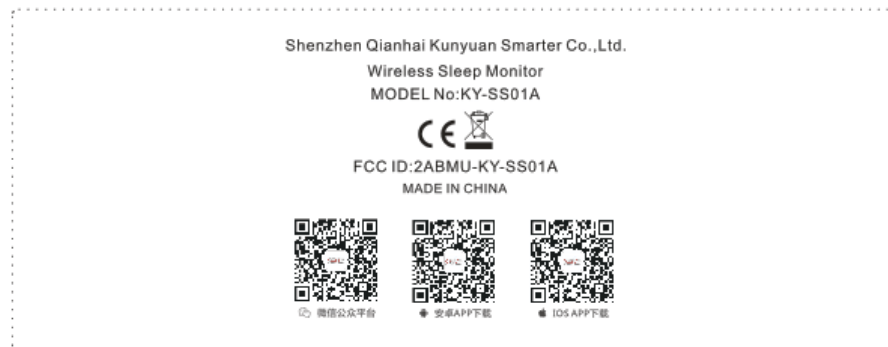 Shenzhen Qianhai Kunyuan Smarter Co.,Ltd.
Wireless Sleep Monitor
MODEL No:KY-SS01A
CE
FCC ID:2ABMU-KY-SS01A
MADE IN CHINA
微信公众平台
安卓APP下载
IOS APP下载